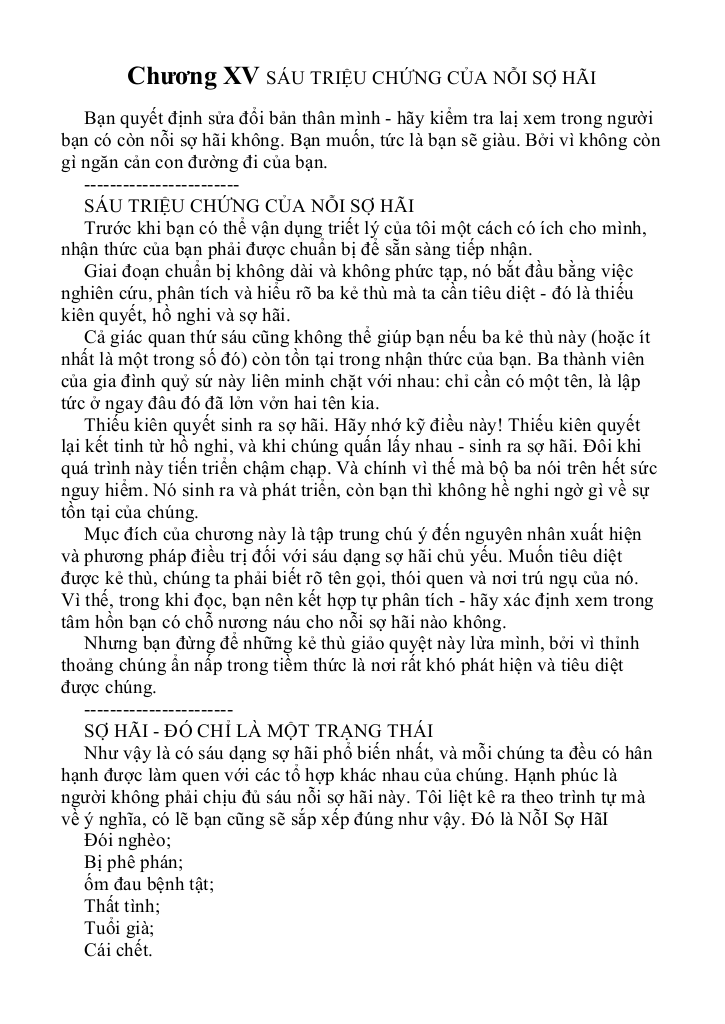 Chương XV SÁU TRIỆU CHỨNG CỦA NỖI SỢ HÃI
Bạn quyết định sửa đổi bản thân mình - hãy kiểm tra laị xem trong người
bạn có còn nỗi sợ hãi không. Bạn muốn, tức là bạn sẽ giàu. Bởi vì không còn
gì ngăn cản con đường đi của bạn.
------------------------
SÁU TRIỆU CHỨNG CỦA NỖI SỢ HÃI
Trước khi bạn có thể vận dụng triết lý của tôi một cách có ích cho mình,
nhận thức của bạn phải được chuẩn bị để sẵn sàng tiếp nhận.
Giai đoạn chuẩn bị không dài và không phức tạp, nó bắt đầu bằng việc
nghiên cứu, phân tích và hiểu rõ ba kẻ thù mà ta cần tiêu diệt - đó là thiếu
kiên quyết, hồ nghi và sợ hãi.
Cả giác quan thứ sáu cũng không thể giúp bạn nếu ba kẻ thù này (hoặc ít
nhất là một trong số đó) còn tồn tại trong nhận thức của bạn. Ba thành viên
của gia đình quỷ sứ này liên minh chặt với nhau: chỉ cần có một tên, là lập
tức ở ngay đâu đó đã lởn vởn hai tên kia.
Thiếu kiên quyết sinh ra sợ hãi. Hãy nhớ kỹ điều này! Thiếu kiên quyết
lại kết tinh từ hồ nghi, và khi chúng quấn lấy nhau - sinh ra sợ hãi. Đôi khi
quá trình này tiến triển chậm chạp. Và chính vì thế mà bộ ba nói trên hết sức
nguy hiểm. Nó sinh ra và phát triển, còn bạn thì không hề nghi ngờ gì về sự
tồn tại của chúng.
Mục đích của chương này là tập trung chú ý đến nguyên nhân xuất hiện
và phương pháp điều trị đối với sáu dạng sợ hãi chủ yếu. Muốn tiêu diệt
được kẻ thù, chúng ta phải biết rõ tên gọi, thói quen và nơi trú ngụ của nó.
Vì thế, trong khi đọc, bạn nên kết hợp tự phân tích - hãy xác định xem trong
tâm hồn bạn có chỗ nương náu cho nỗi sợ hãi nào không.
Nhưng bạn đừng để những kẻ thù giảo quyệt này lừa mình, bởi vì thỉnh
thoảng chúng ẩn nấp trong tiềm thức là nơi rất khó phát hiện và tiêu diệt
được chúng.
-----------------------
SỢ HÃI - ĐÓ CHỈ LÀ MỘT TRẠNG THÁI
Như vậy là có sáu dạng sợ hãi phổ biến nhất, và mỗi chúng ta đều có hân
hạnh được làm quen với các tổ hợp khác nhau của chúng. Hạnh phúc là
người không phải chịu đủ sáu nỗi sợ hãi này. Tôi liệt kê ra theo trình tự mà
về ý nghĩa, có lẽ bạn cũng sẽ sắp xếp đúng như vậy. Đó là NỗI Sợ HãI
Đói nghèo;
Bị phê phán;
ốm đau bệnh tật;
Thất tình;
Tuổi già;
Cái chết.